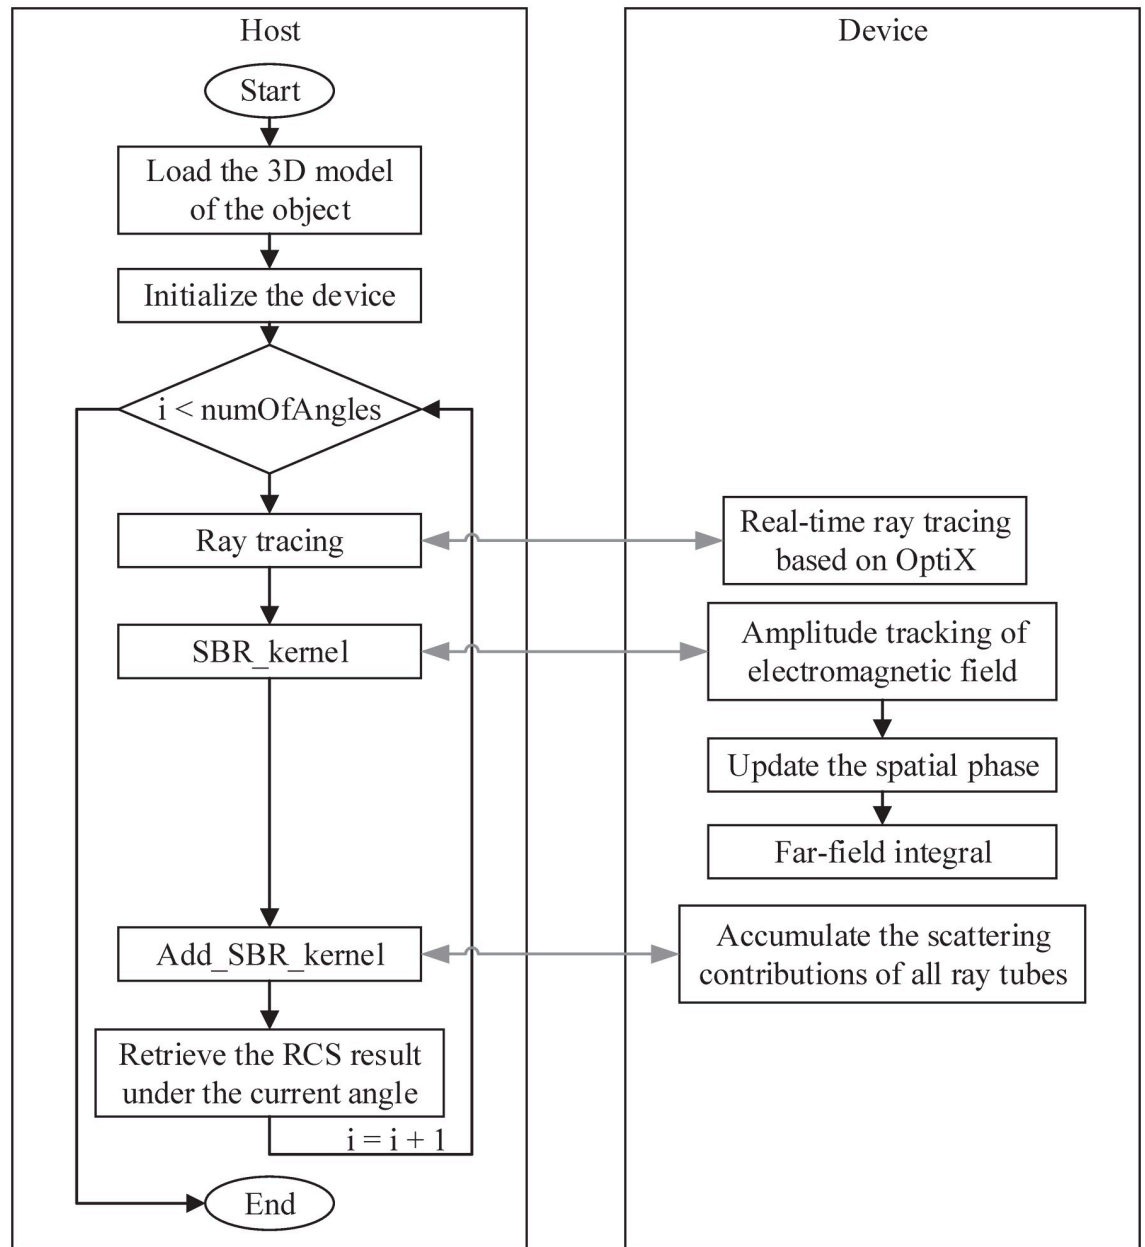 Host
Start
Load the 3D model
of the object
Initialize the device
i < numOfAngles
Ray tracing
SBR_kernel
Add_SBR_kernel
Retrieve the RCS result
under the current angle
i = i + 1
End
Device
Real-time ray tracing
based on OptiX
Amplitude tracking of
electromagnetic field
Update the spatial phase
Far-field integral
Accumulate the scattering
contributions of all ray tubes